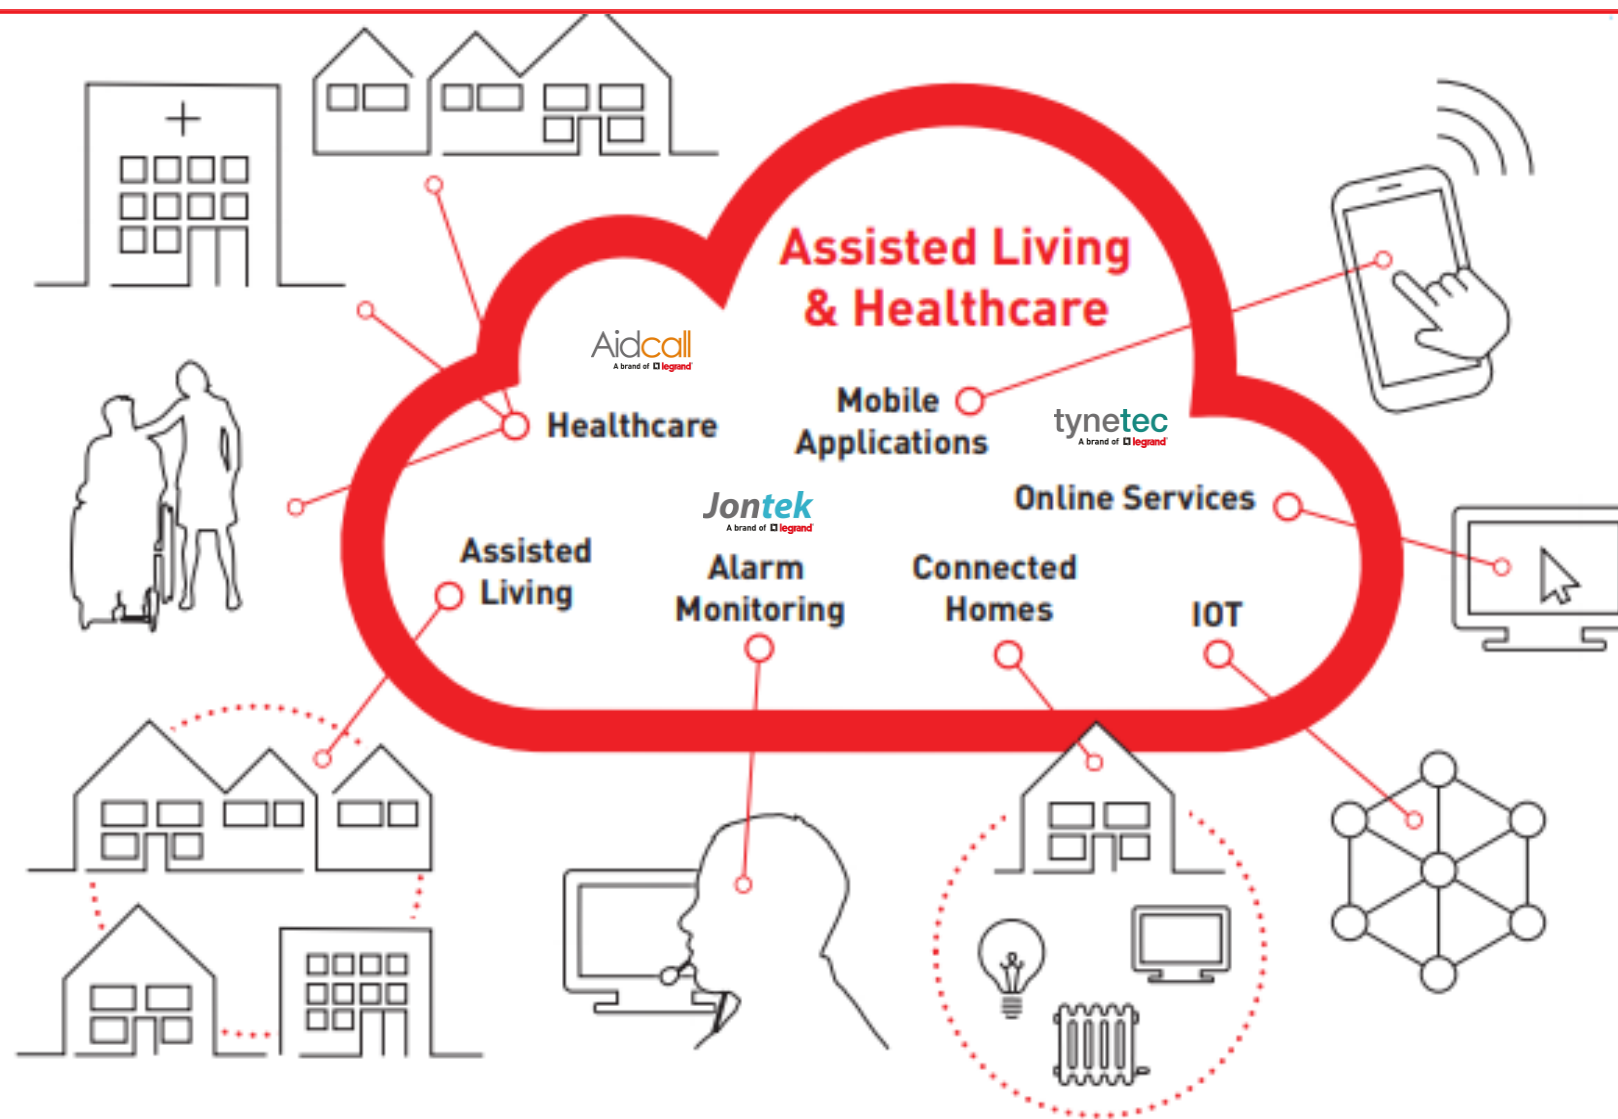 Assisted Living
& Healthcare
Aidcall
A brand of legrand
Healthcare
Mobile
Applications
tynetec
A brand of legrand
Online Services
Jontek
A brand of legrand
Assisted
Living
Alarm
Monitoring
Connected
Homes
IOT